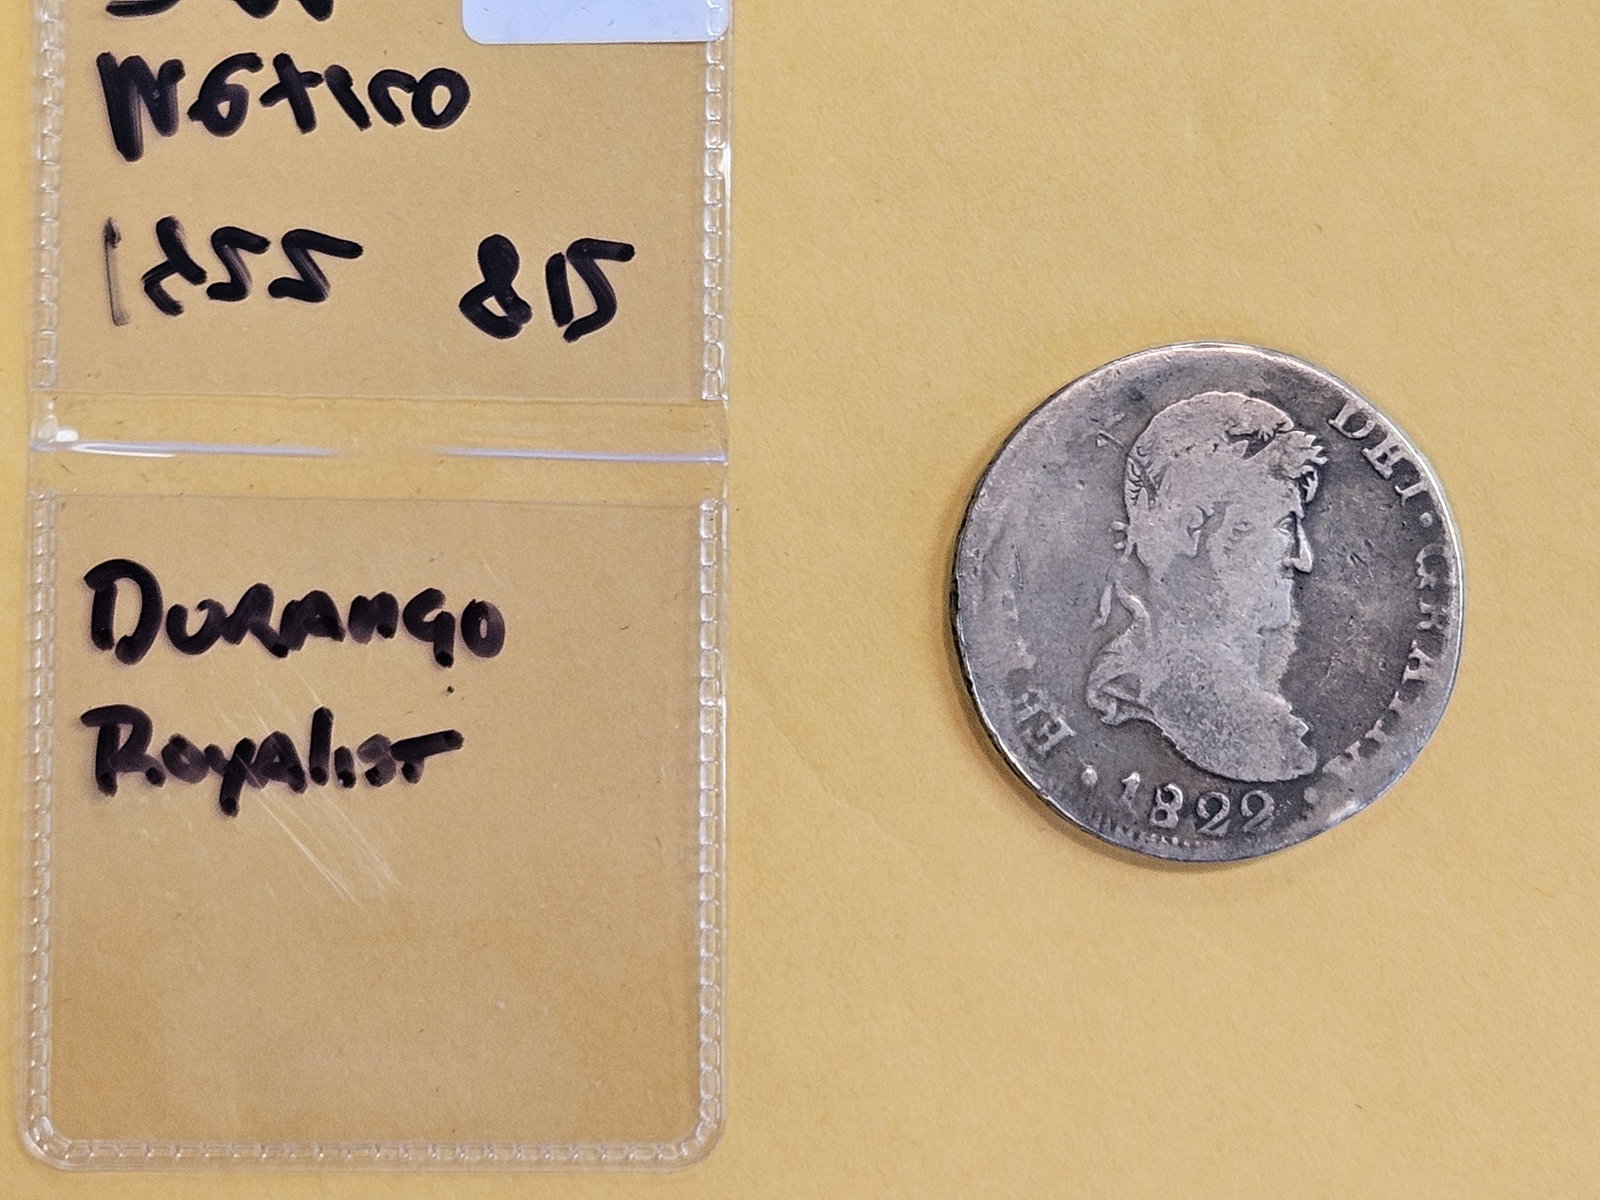 Mexico
1822 8R
Durango
Royalist
DEI · GRATIA · 1822 ·